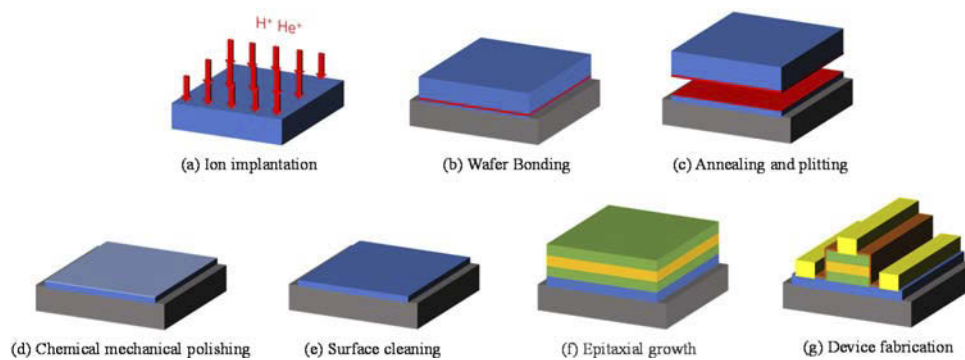 H⁺ He⁺
(a) Ion implantation
(b) Wafer Bonding
(c) Annealing and plitting
(d) Chemical mechanical polishing
(e) Surface cleaning
(f) Epitaxial growth
(g) Device fabrication